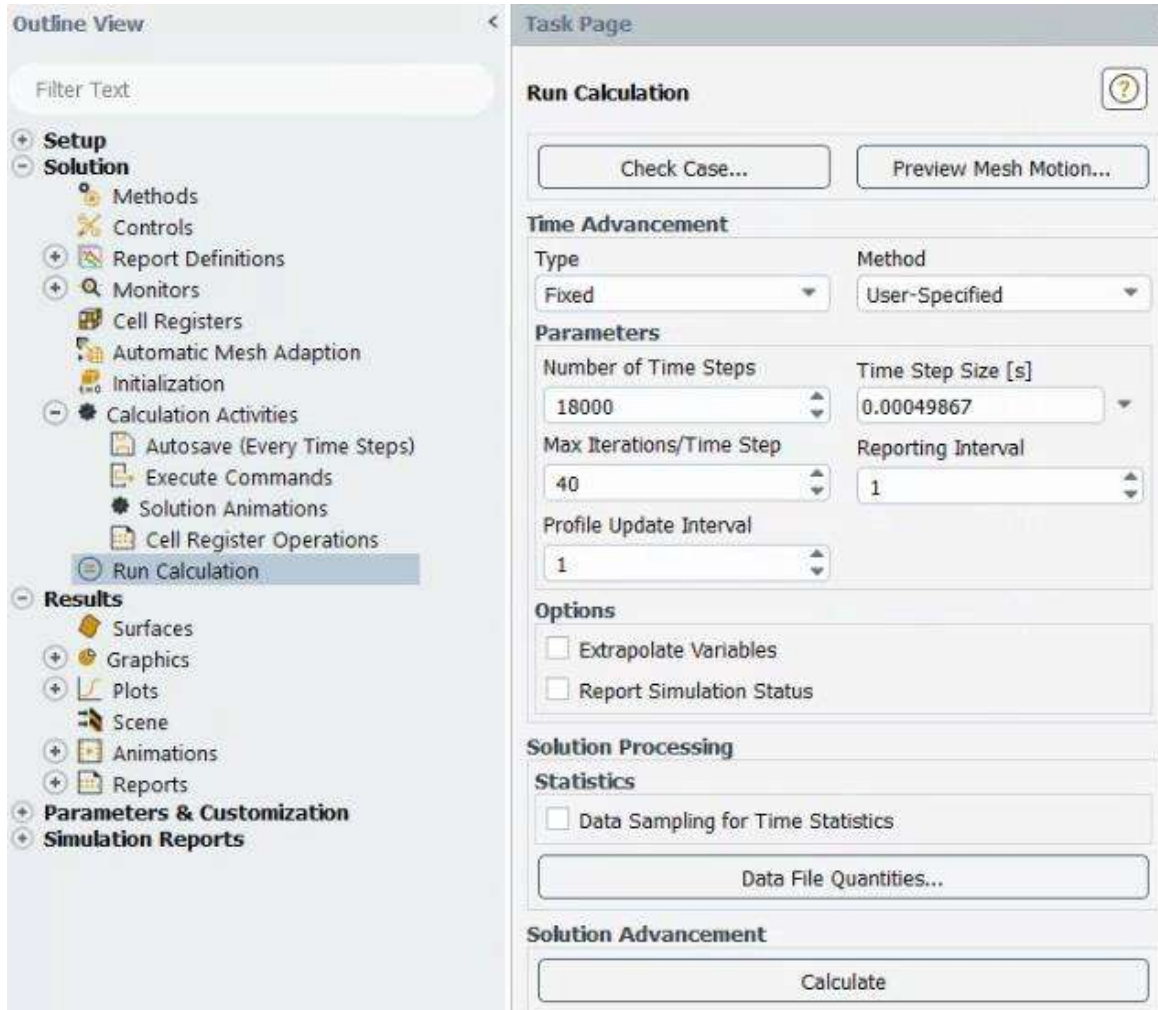 Outline View
<
Filter Text
Setup
Solution
Methods
Controls
Report Definitions
Monitors
Cell Registers
Automatic Mesh Adaption
Initialization
Calculation Activities
Autosave (Every Time Steps)
Execute Commands
Solution Animations
Cell Register Operations
Run Calculation
Results
Surfaces
Graphics
Plots
Scene
Animations
Reports
Parameters & Customization
Simulation Reports
Task Page
Run Calculation
?
Check Case... Preview Mesh Motion...
Time Advancement
Type Method
Fixed User-Specified
Parameters
Number of Time Steps Time Step Size [s]
18000 0.00049867
Max Iterations/Time Step Reporting Interval
40 1
Profile Update Interval
1
Options
Extrapolate Variables
Report Simulation Status
Solution Processing
Statistics
Data Sampling for Time Statistics
Data File Quantities...
Solution Advancement
Calculate